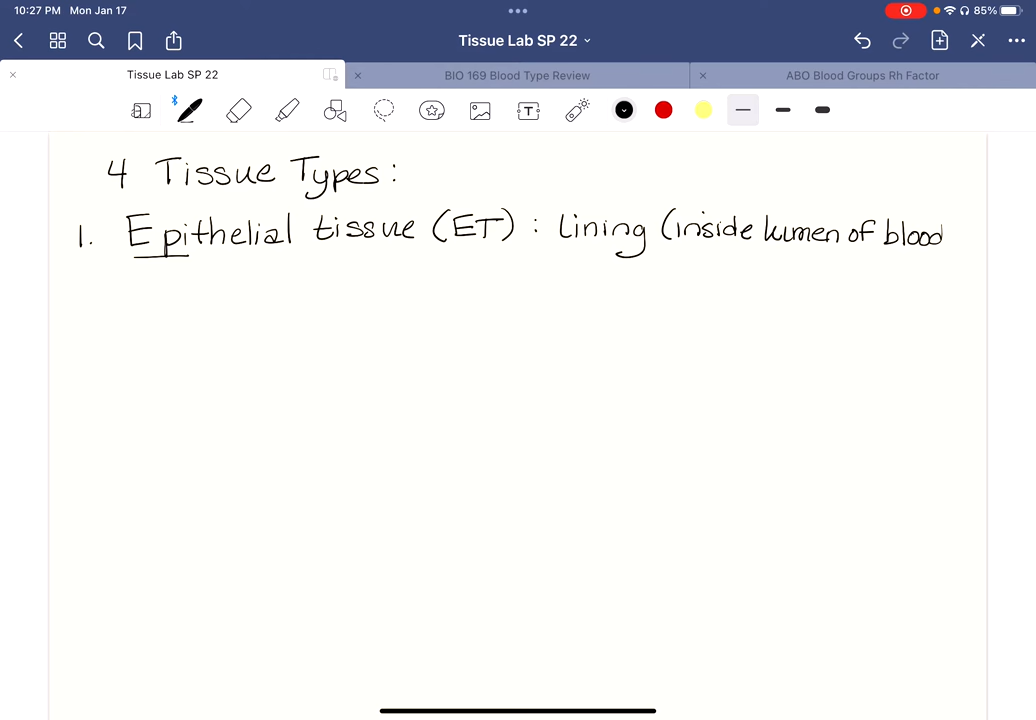 10:27 PM Mon Jan 17
85%
Tissue Lab SP 22
Tissue Lab SP 22
BIO 169 Blood Type Review
ABO Blood Groups Rh Factor
T
4 Tissue Types:
1. Epithelial tissue (ET) : Lining (inside lumen of blood